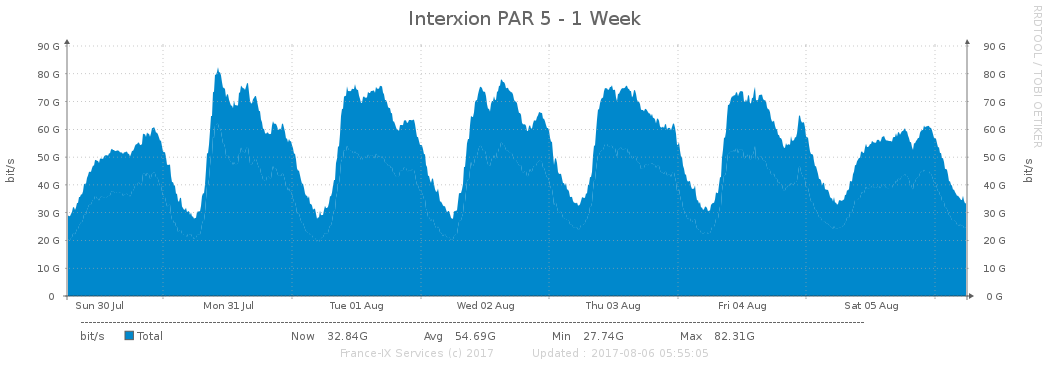 Interxion PAR 5 - 1 Week
RRDTOOL / TOBI OETIKER
bit/s
90 G 90 G
80 G 80 G
70 G 70 G
60 G 60 G
50 G 50 G
40 G 40 G
30 G 30 G
20 G 20 G
10 G 10 G
0 0 G
bit/s
Sun 30 Jul Mon 31 Jul Tue 01 Aug Wed 02 Aug Thu 03 Aug Fri 04 Aug Sat 05 Aug
bit/s Total Now 32.84G Avg 54.69G Min 27.74G Max 82.31G
France-IX Services (c) 2017 Updated : 2017-08-06 05:55:05